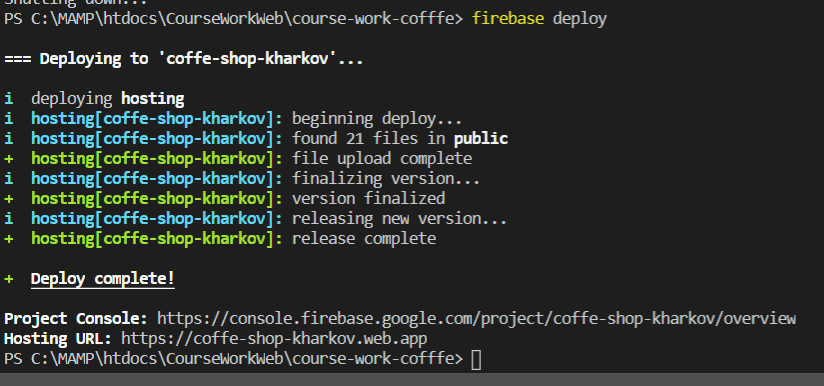 Shutting down...
PS C:\MAMP\htdocs\CourseWorkWeb\course-work-cofffe> firebase deploy
=== Deploying to 'coffe-shop-kharkov'...
i deploying hosting
i hosting[coffe-shop-kharkov]: beginning deploy...
i hosting[coffe-shop-kharkov]: found 21 files in public
+ hosting[coffe-shop-kharkov]: file upload complete
i hosting[coffe-shop-kharkov]: finalizing version...
+ hosting[coffe-shop-kharkov]: version finalized
i hosting[coffe-shop-kharkov]: releasing new version...
+ hosting[coffe-shop-kharkov]: release complete
+ Deploy complete!
Project Console: https://console.firebase.google.com/project/coffe-shop-kharkov/overview
Hosting URL: https://coffe-shop-kharkov.web.app
PS C:\MAMP\htdocs\CourseWorkWeb\course-work-cofffe>